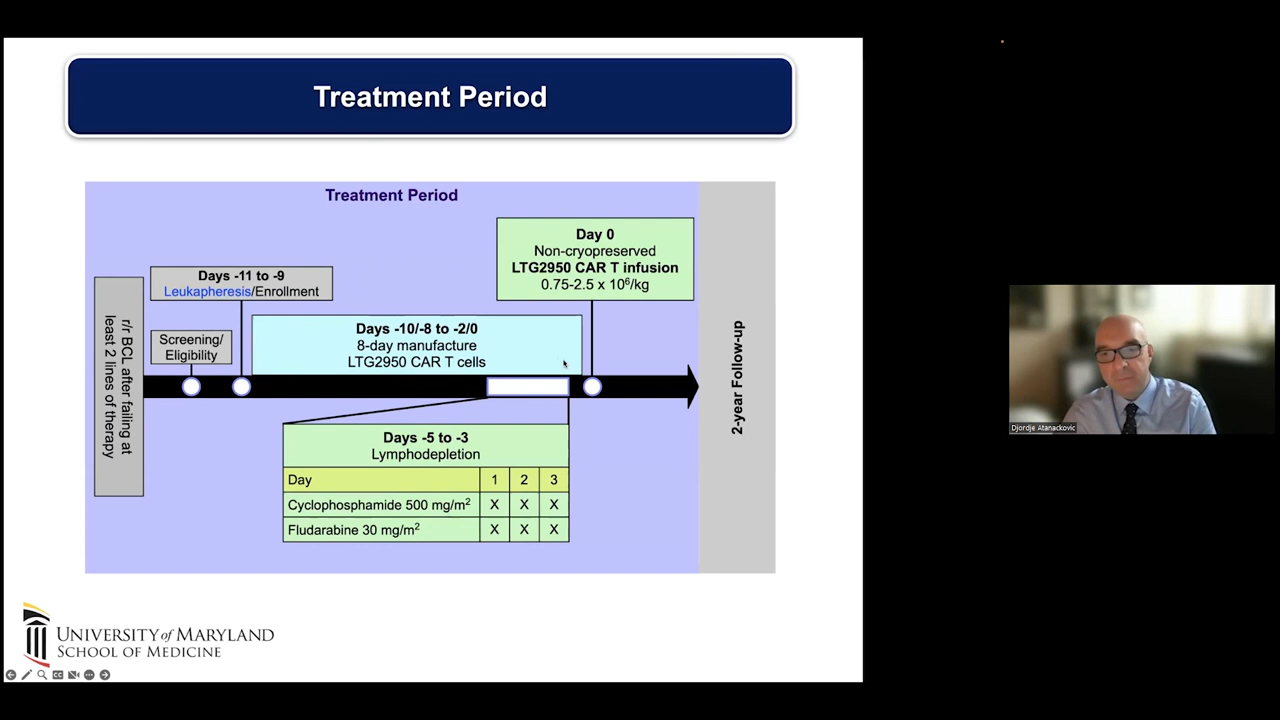 Treatment Period
Treatment Period
Day 0
Non-cryopreserved
LTG2950 CAR T infusion
0.75-2.5 x 10⁶/kg
Days -11 to -9
Leukapheresis/Enrollment
Days -10/-8 to -2/0
8-day manufacture
LTG2950 CAR T cells
Screening/
Eligibility
r/r BCL after failing at
least 2 lines of therapy
2-year Follow-up
Days -5 to -3
Lymphodepletion
Day 1 2 3
Cyclophosphamide 500 mg/m² X X X
Fludarabine 30 mg/m² X X X
UNIVERSITY of MARYLAND
SCHOOL OF MEDICINE
Djordje Atanackovic